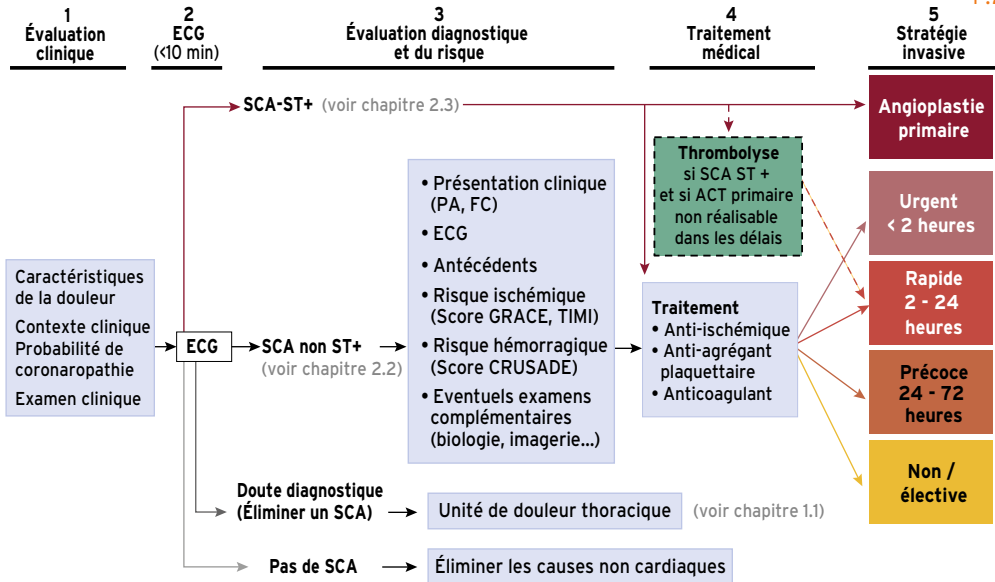 1
Évaluation
clinique
2
ECG
(<10 min)
3
Évaluation diagnostique
et du risque
4
Traitement
médical
5
Stratégie
invasive
SCA-ST+ (voir chapitre 2.3)
Angioplastie
primaire
Thrombolyse
si SCA ST +
et si ACT primaire
non réalisable
dans les délais
Caractéristiques
de la douleur
Contexte clinique
Probabilité de
coronaropathie
Examen clinique
ECG
SCA non ST+
(voir chapitre 2.2)
• Présentation clinique
(PA, FC)
• ECG
• Antécédents
• Risque ischémique
(Score GRACE, TIMI)
• Risque hémorragique
(Score CRUSADE)
• Eventuels examens
complémentaires
(biologie, imagerie...)
Traitement
• Anti-ischémique
• Anti-agrégant
plaquettaire
• Anticoagulant
Urgent
< 2 heures
Rapide
2 - 24
heures
Précoce
24 - 72
heures
Non /
élective
Doute diagnostique
(Éliminer un SCA)
Unité de douleur thoracique
(voir chapitre 1.1)
Pas de SCA
Éliminer les causes non cardiaques